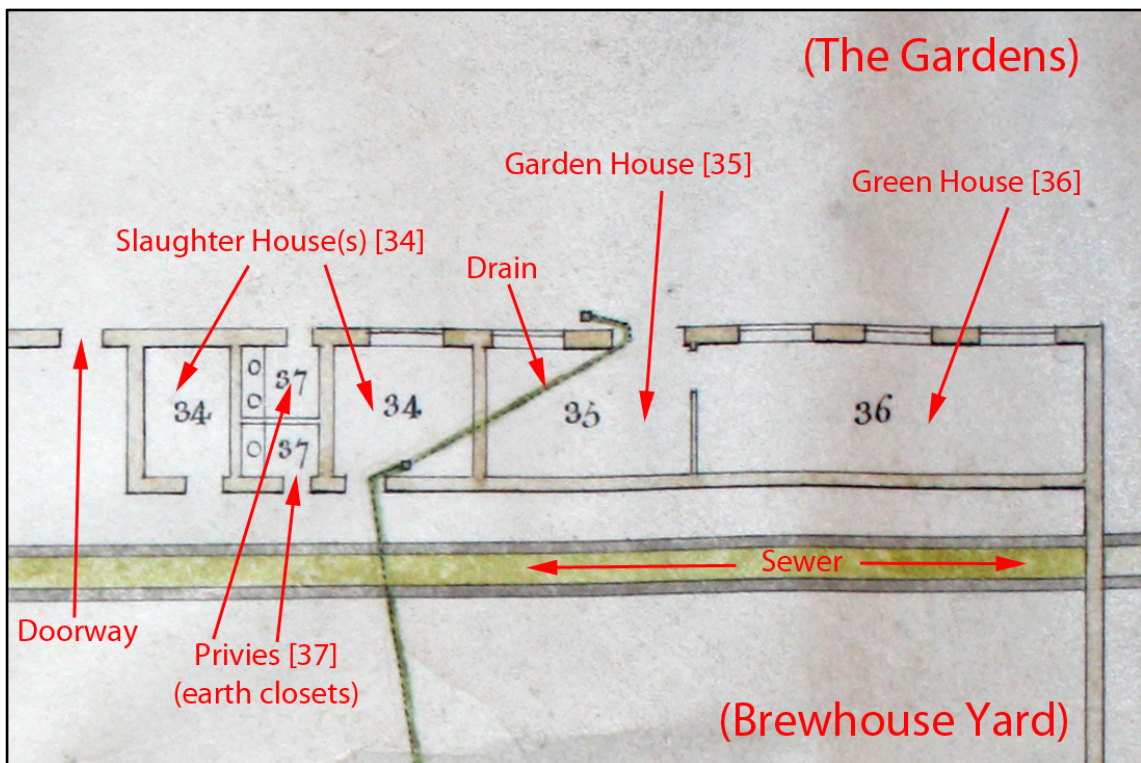 (The Gardens)
Garden House [35]
Green House [36]
Slaughter House(s) [34]
Drain
34
37
34
35
36
37
Sewer
Doorway
Privies [37]
(earth closets)
(Brewhouse Yard)